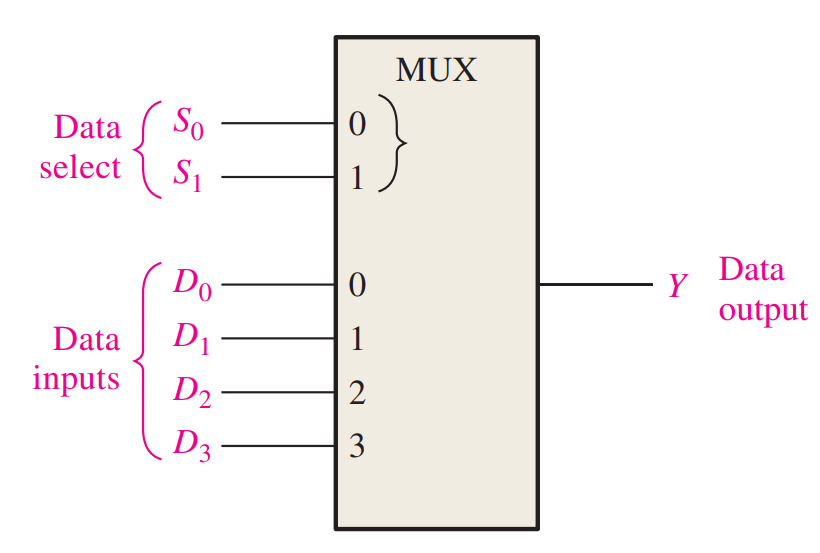 MUX
Data
select
S0
0
S1
1
Data
inputs
D0
0
D1
1
D2
2
D3
3
Y
Data
output